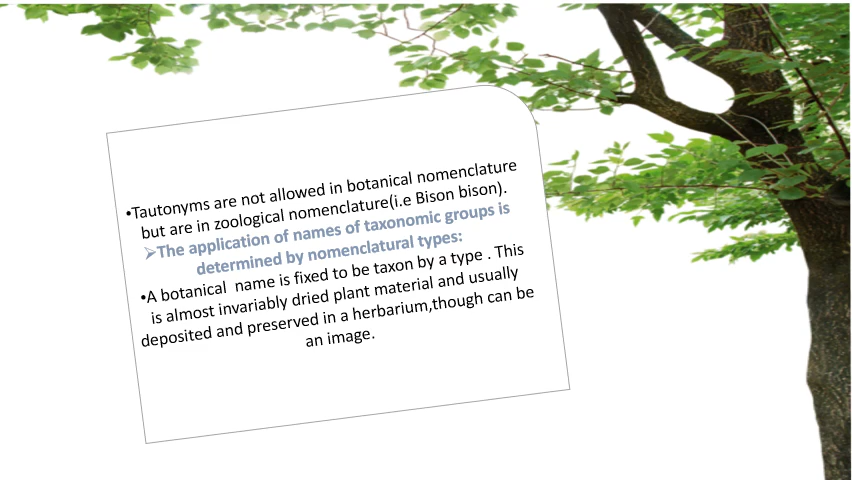 •Tautonyms are not allowed in botanical nomenclature
but are in zoological nomenclature(i.e Bison bison).
➢The application of names of taxonomic groups is
determined by nomenclatural types:
•A botanical  name is fixed to be taxon by a type . This
is almost invariably dried plant material and usually
deposited and preserved in a herbarium,though can be
an image.